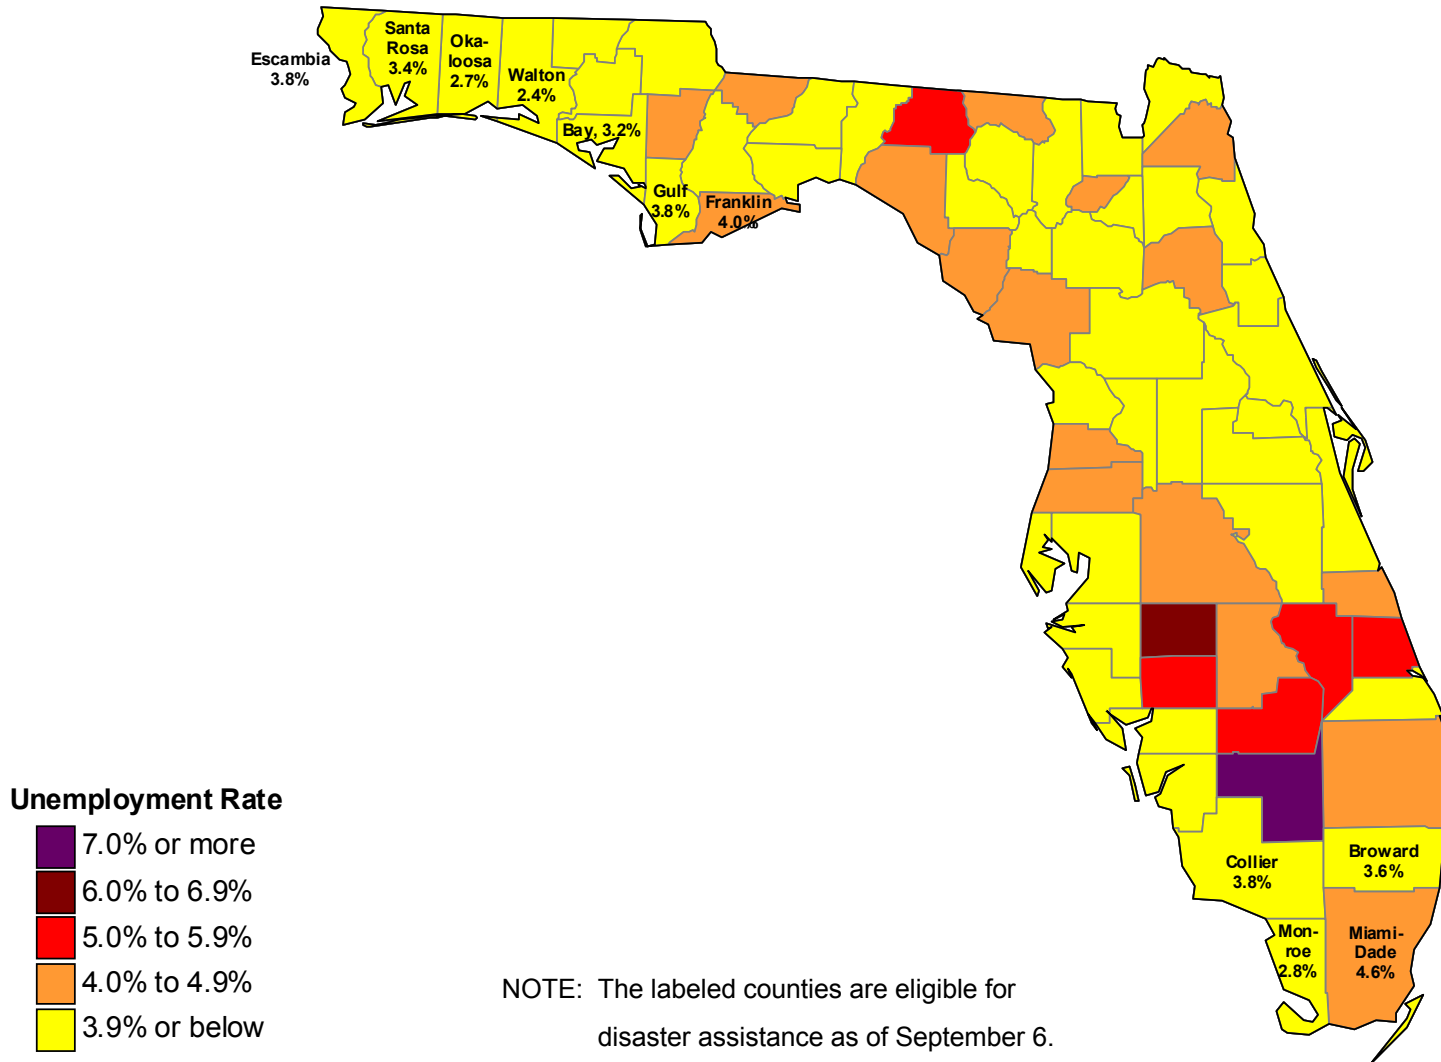 Escambia
3.8%
Santa
Rosa
3.4%
Oka-
loosa
2.7%
Walton
2.4%
Bay, 3.2%
Gulf
3.8%
Franklin
4.0%
Collier
3.8%
Broward
3.6%
Mon-
roe
2.8%
Miami-
Dade
4.6%
Unemployment Rate
7.0% or more
6.0% to 6.9%
5.0% to 5.9%
4.0% to 4.9%
3.9% or below
NOTE: The labeled counties are eligible for
disaster assistance as of September 6.